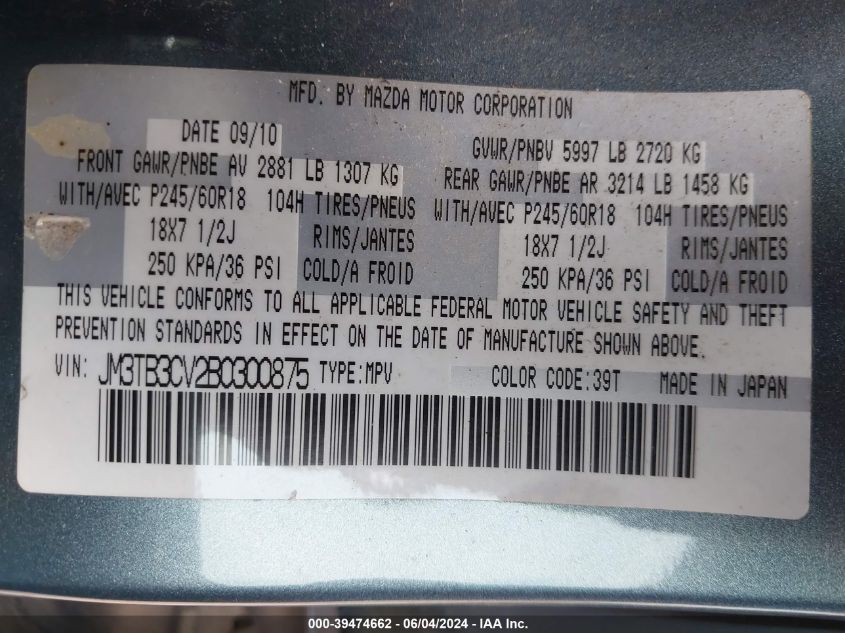 MFD. BY MAZDA MOTOR CORPORATION
DATE 09/10 GVWR/PNBV 5997 LB 2720 KG
FRONT GAWR/PNBE AV 2881 LB 1307 KG REAR GAWR/PNBE AR 3214 LB 1458 KG
WITH/AVEC P245/60R18 104H TIRES/PNEUS WITH/AVEC P245/60R18 104H TIRES/PNEUS
18X7 1/2J RIMS/JANTES 18X7 1/2J RIMS/JANTES
250 KPA/36 PSI COLD/A FROID 250 KPA/36 PSI COLD/A FROID
THIS VEHICLE CONFORMS TO ALL APPLICABLE FEDERAL MOTOR VEHICLE SAFETY AND THEFT
PREVENTION STANDARDS IN EFFECT ON THE DATE OF MANUFACTURE SHOWN ABOVE.
VIN: JM3TB3CV2B0300875 TYPE:MPV COLOR CODE:39T MADE IN JAPAN
000-39474662 - 06/04/2024 - IAA Inc.